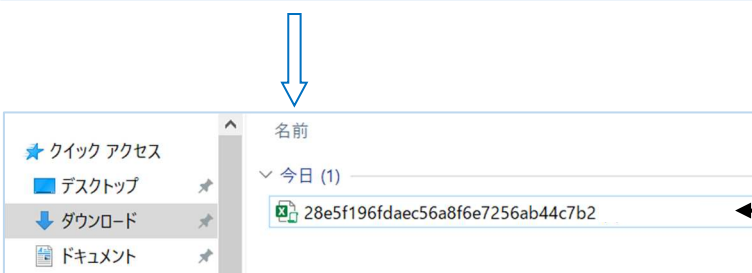 名前
クイック アクセス
今日 (1)
デスクトップ
28e5f196fdaec56a8f6e7256ab44c7b2
ダウンロード
ドキュメント